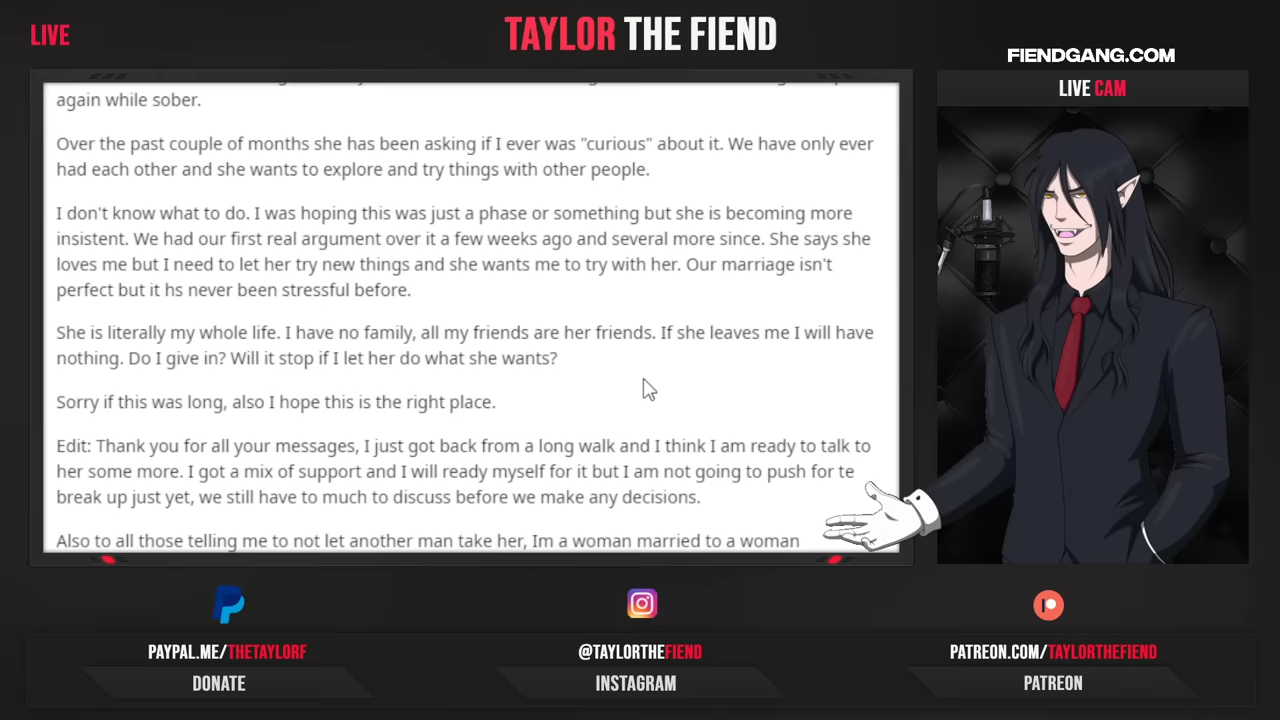 LIVE
TAYLOR THE FIEND
FIENDGANG.COM
LIVE CAM
again while sober.
Over the past couple of months she has been asking if I ever was "curious" about it. We have only ever
had each other and she wants to explore and try things with other people.
I don't know what to do. I was hoping this was just a phase or something but she is becoming more
insistent. We had our first real argument over it a few weeks ago and several more since. She says she
loves me but I need to let her try new things and she wants me to try with her. Our marriage isn't
perfect but it hs never been stressful before.
She is literally my whole life. I have no family, all my friends are her friends. If she leaves me I will have
nothing. Do I give in? Will it stop if I let her do what she wants?
Sorry if this was long, also I hope this is the right place.
Edit: Thank you for all your messages, I just got back from a long walk and I think I am ready to talk to
her some more. I got a mix of support and I will ready myself for it but I am not going to push for te
break up just yet, we still have to much to discuss before we make any decisions.
Also to all those telling me to not let another man take her, Im a woman married to a woman
PAYPAL.ME/THETAYLORF
DONATE
@TAYLORTHEFIEND
INSTAGRAM
PATREON.COM/TAYLORTHEFIEND
PATREON